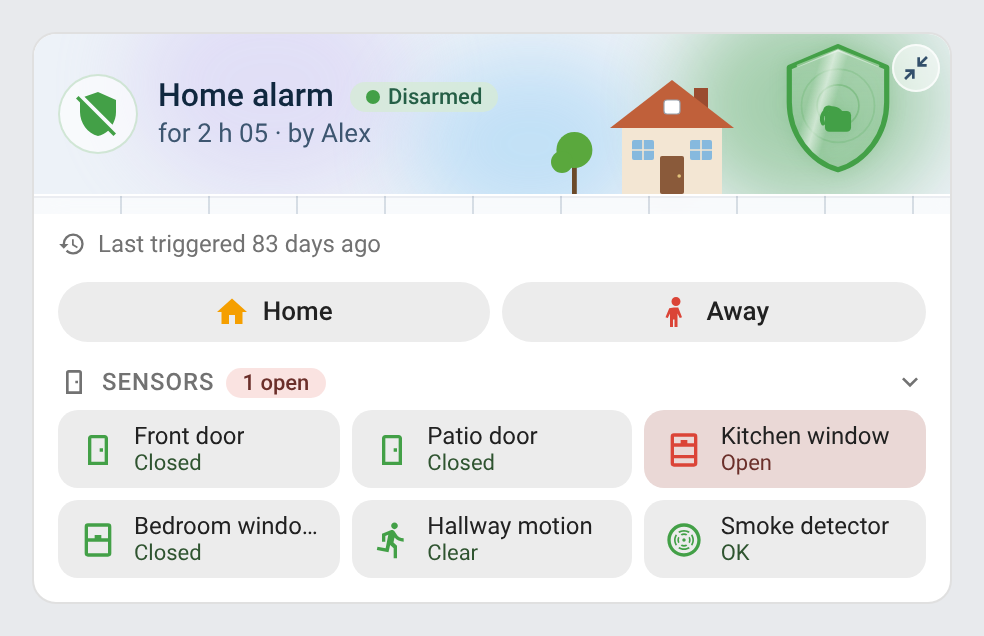 Home alarm
Disarmed
for 2 h 05 · by Alex
Last triggered 83 days ago
Home
Away
SENSORS
1 open
Front door
Closed
Patio door
Closed
Kitchen window
Open
Bedroom windo...
Closed
Hallway motion
Clear
Smoke detector
OK